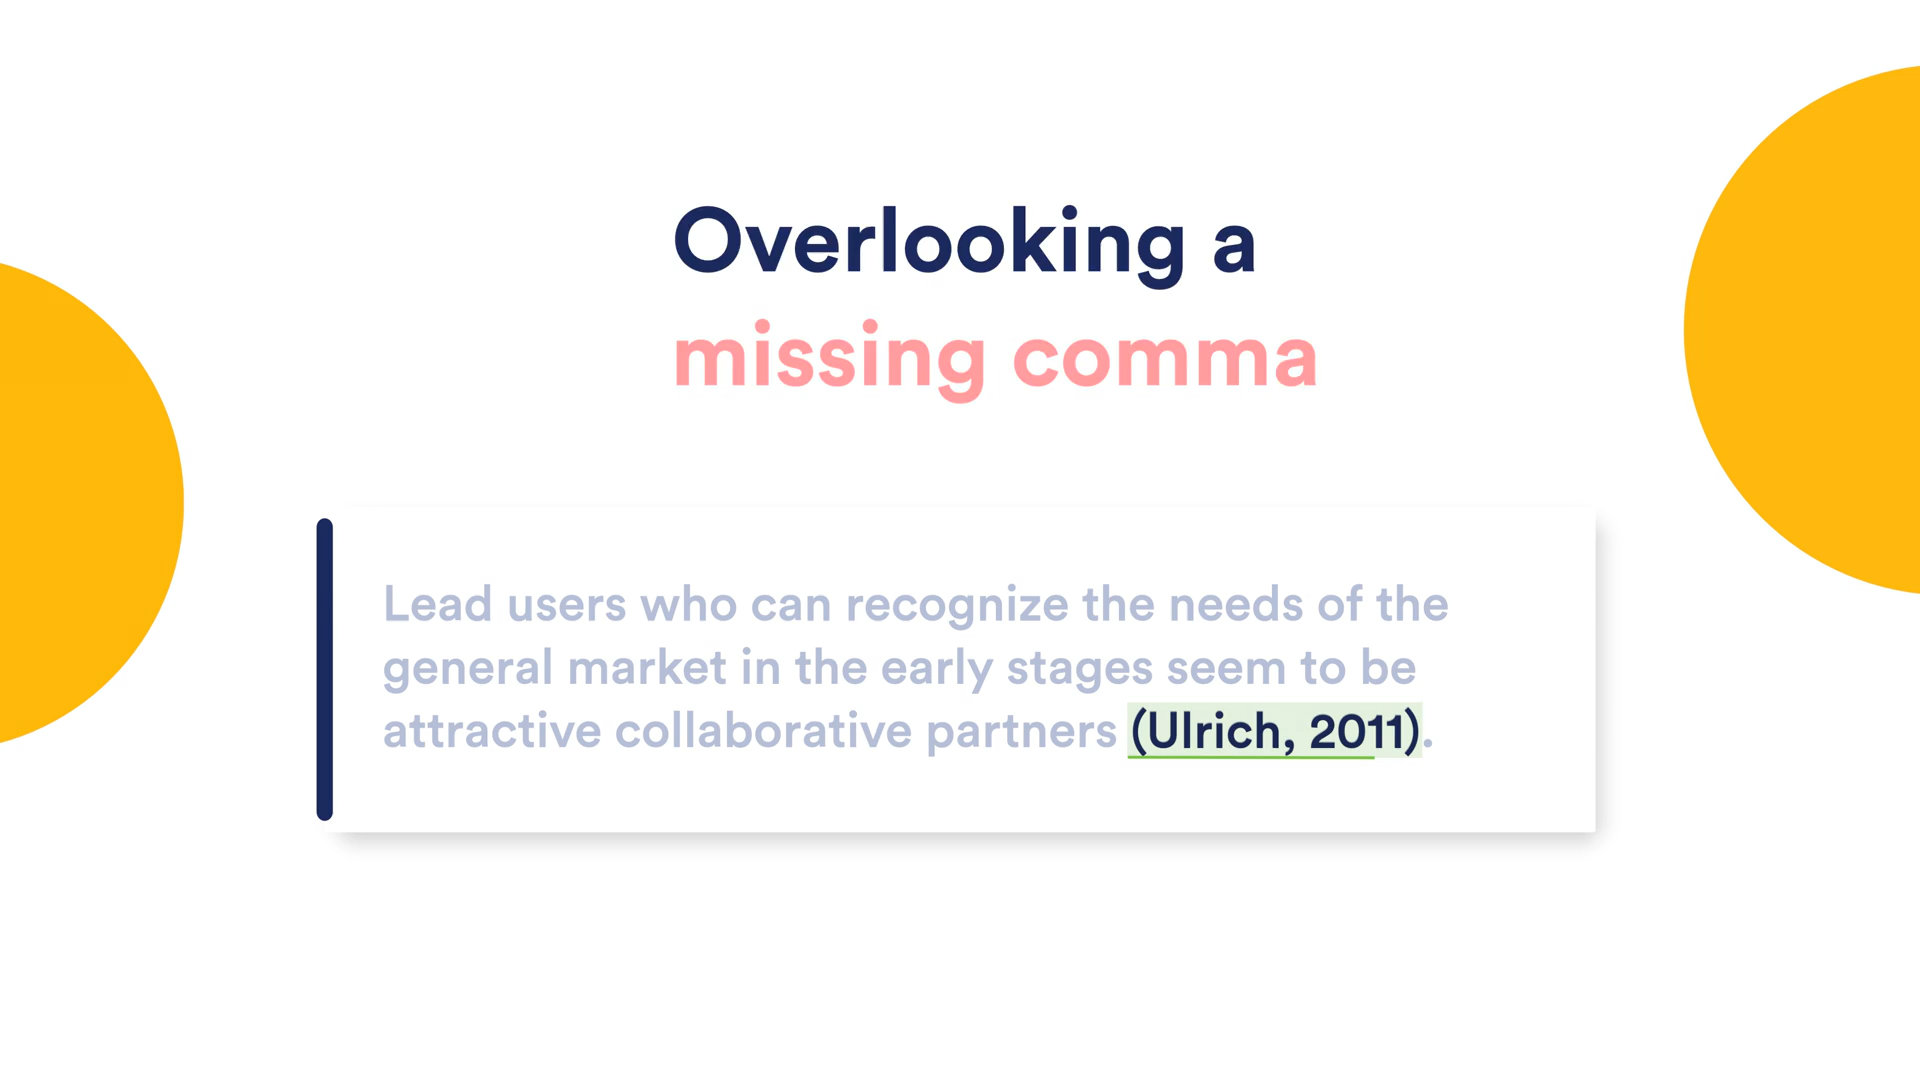 Overlooking a
missing comma
Lead users who can recognize the needs of the
general market in the early stages seem to be
attractive collaborative partners (Ulrich, 2011).